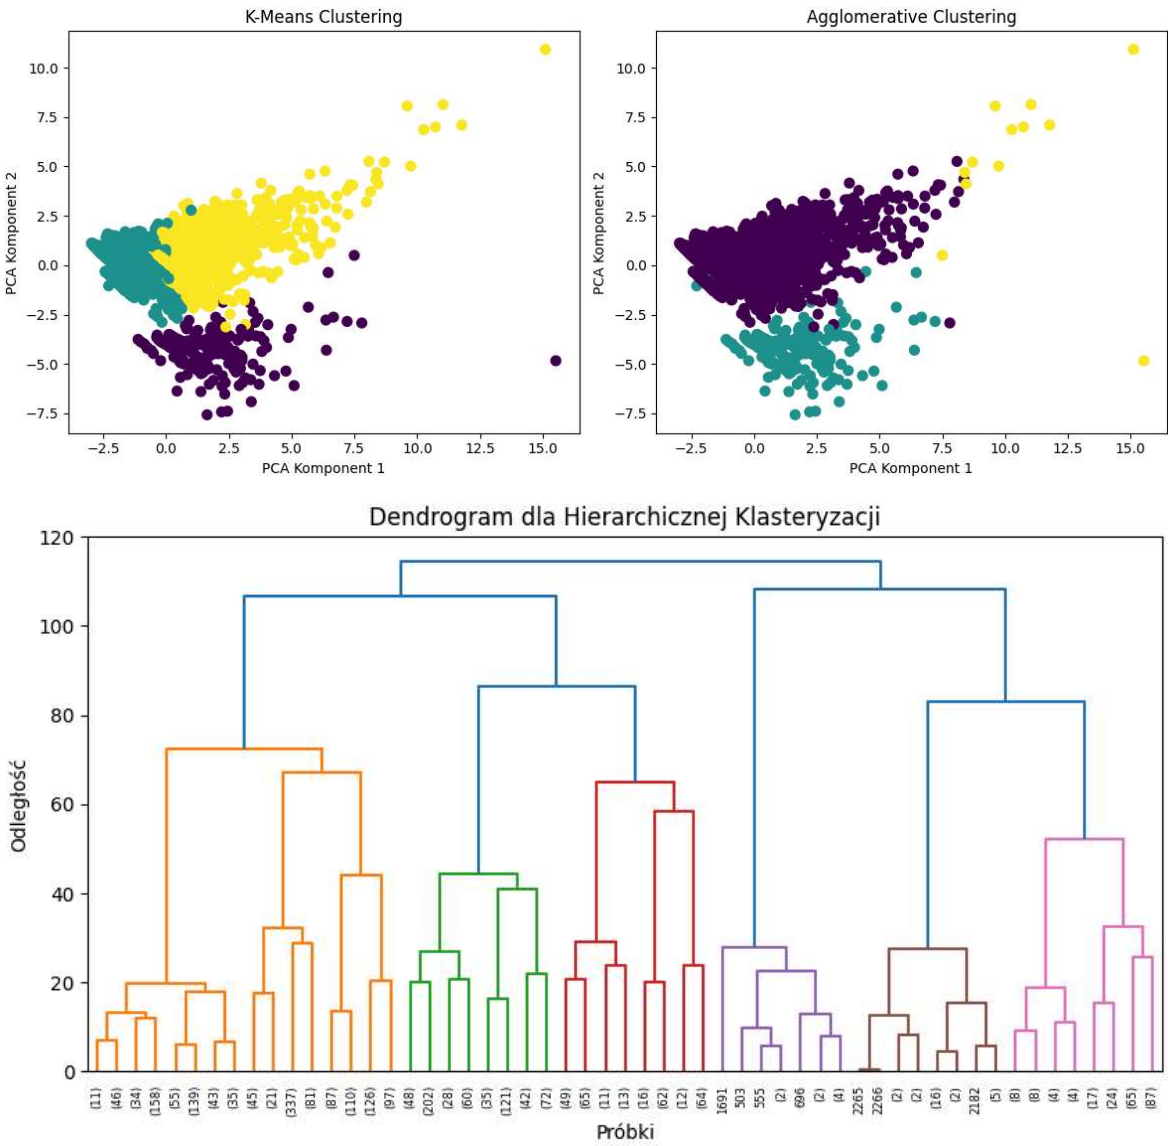 K-Means Clustering
Agglomerative Clustering
10.0
7.5
5.0
2.5
0.0
−2.5
−5.0
−7.5
PCA Komponent 2
−2.5 0.0 2.5 5.0 7.5 10.0 12.5 15.0
PCA Komponent 1
10.0
7.5
5.0
2.5
0.0
−2.5
−5.0
−7.5
PCA Komponent 2
−2.5 0.0 2.5 5.0 7.5 10.0 12.5 15.0
PCA Komponent 1
Dendrogram dla Hierarchicznej Klasteryzacji
120
100
80
60
40
20
0
Odległość
(11) (46) (34) (158) (55) (139) (43) (35) (45) (21) (337) (81) (87) (110) (126) (97) (48) (202) (28) (60) (35) (121) (42) (72) (49) (65) (11) (13) (16) (62) (12) (64) 1691 503 555 (2) 696 (2) (4) 2265 2266 (2) (2) (16) (2) 2182 (5) (8) (8) (4) (4) (17) (24) (65) (87)
Próbki